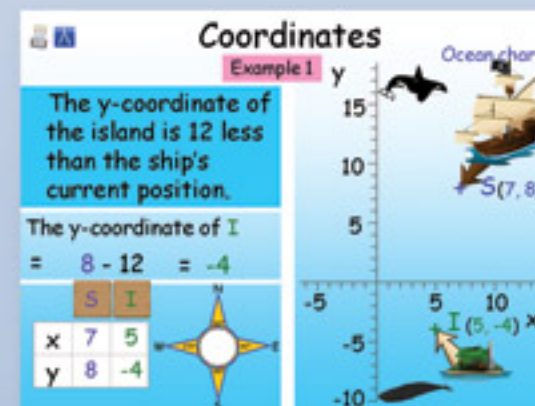 Coordinates
Example 1
The y-coordinate of
the island is 12 less
than the ship's
current position.
The y-coordinate of I
= 8 - 12 = -4
S I
x 7 5
y 8 -4
N
W E
S
Ocean char
y
15
10
5
-5 5 10 x
-5
-10
S(7, 8
I (5, -4)